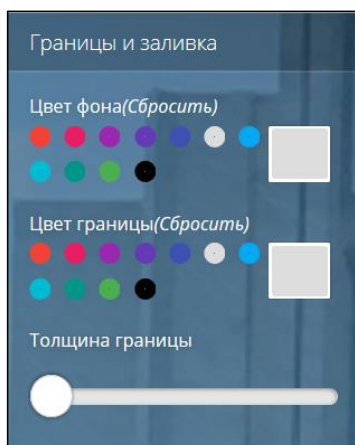 Границы и заливка
Цвет фона(Сбросить)
Цвет границы(Сбросить)
Толщина границы